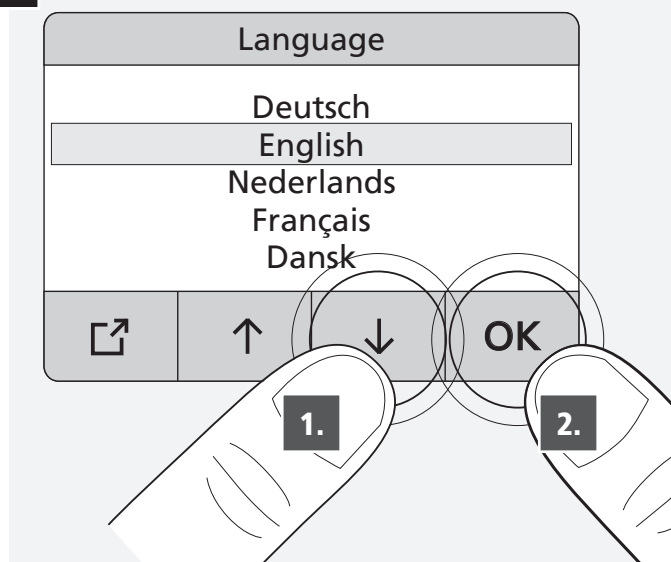 Language
Deutsch
English
Nederlands
Français
Dansk
↑ ↓ OK
1. 2.